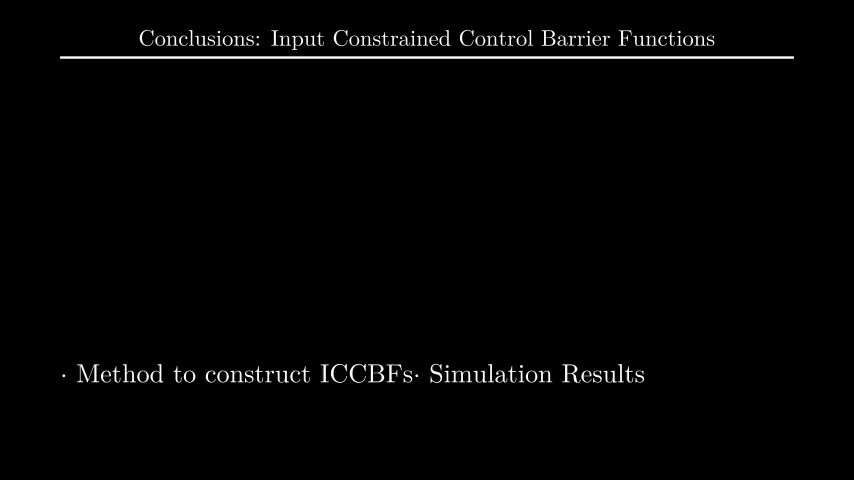 Conclusions: Input Constrained Control Barrier Functions
· Method to construct ICCBFs· Simulation Results